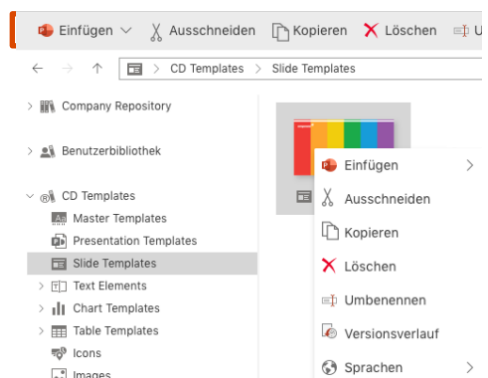 Einfügen Ausschneiden Kopieren Löschen U
CD Templates > Slide Templates
Company Repository
Benutzerbibliothek
CD Templates
Master Templates
Presentation Templates
Slide Templates
Text Elements
Chart Templates
Table Templates
Icons
Images
Einfügen
Ausschneiden
Kopieren
Löschen
Umbenennen
Versionsverlauf
Sprachen